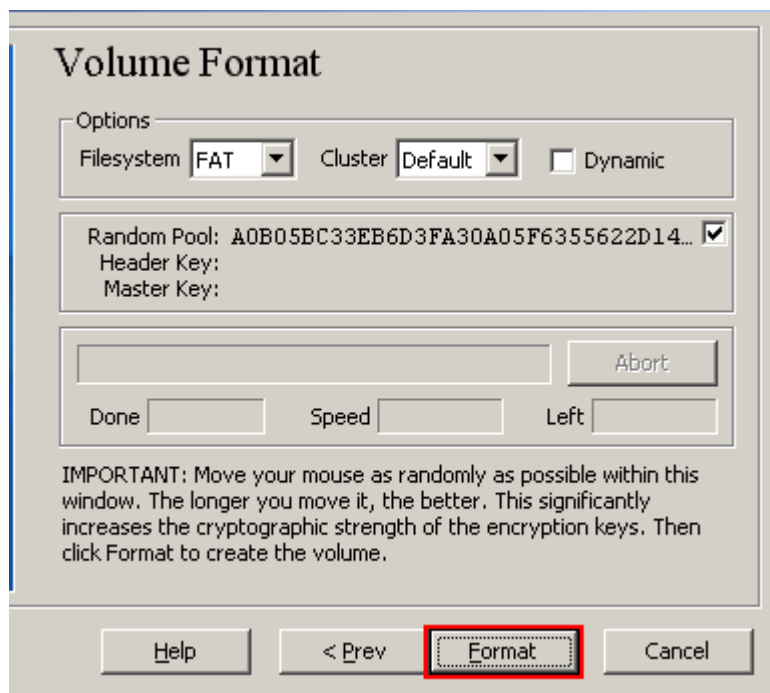 Volume Format
Options
Filesystem FAT Cluster Default Dynamic
Random Pool: A0B05BC33EB6D3FA30A05F6355622D14...
Header Key:
Master Key:
Abort
Done Speed Left
IMPORTANT: Move your mouse as randomly as possible within this
window. The longer you move it, the better. This significantly
increases the cryptographic strength of the encryption keys. Then
click Format to create the volume.
Help < Prev Format Cancel